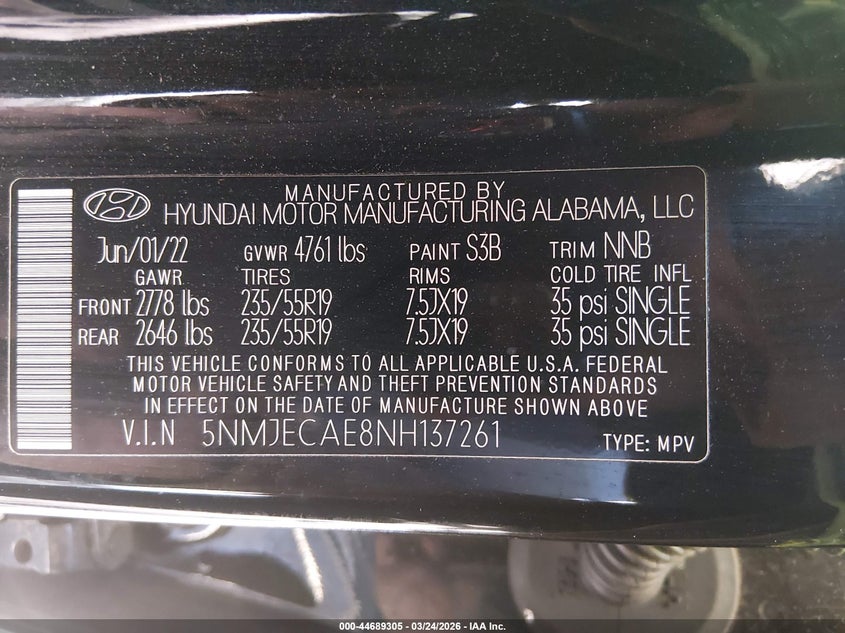 MANUFACTURED BY
HYUNDAI MOTOR MANUFACTURING ALABAMA, LLC
Jun/01/22 GVWR 4761 lbs PAINT S3B TRIM NNB
GAWR TIRES RIMS COLD TIRE INFL
FRONT 2778 lbs 235/55R19 7.5JX19 35 psi SINGLE
REAR 2646 lbs 235/55R19 7.5JX19 35 psi SINGLE
THIS VEHICLE CONFORMS TO ALL APPLICABLE U.S.A. FEDERAL
MOTOR VEHICLE SAFETY AND THEFT PREVENTION STANDARDS
IN EFFECT ON THE DATE OF MANUFACTURE SHOWN ABOVE
V.I.N 5NMJECAE8NH137261 TYPE: MPV
000-44689305 - 03/24/2026 - IAA Inc.